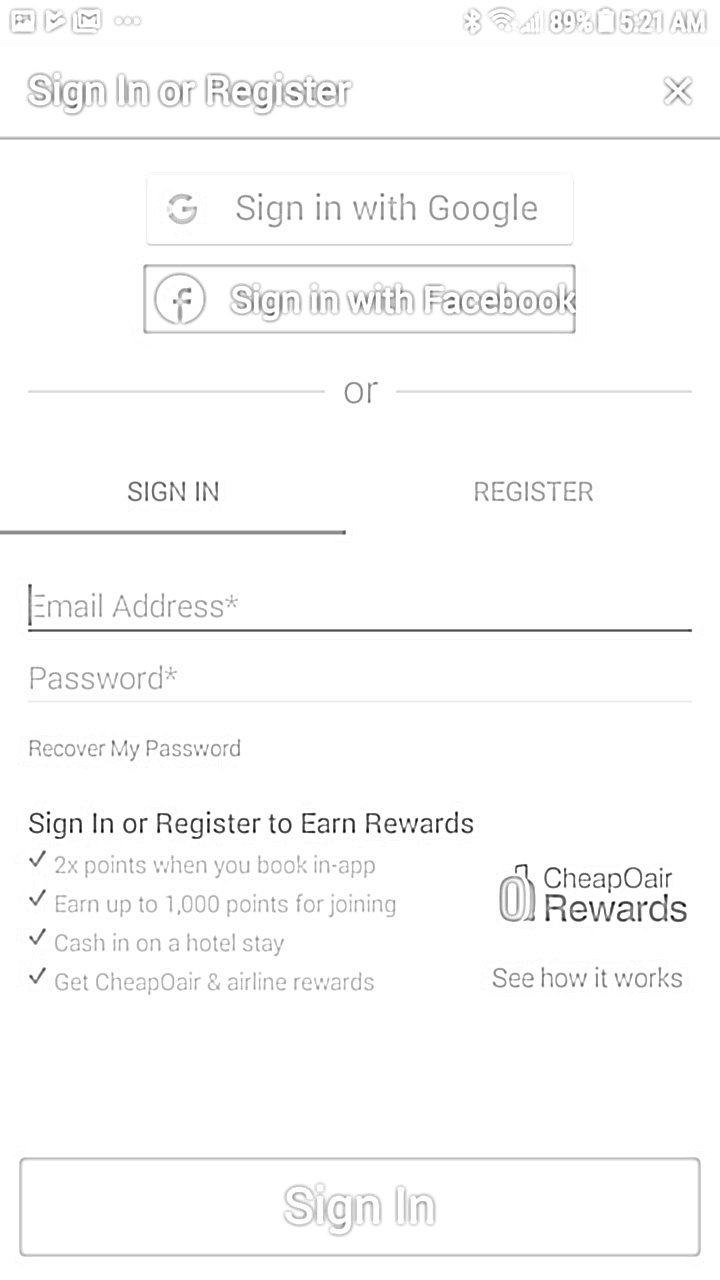 89% 5:21 AM
Sign In or Register
Sign in with Google
Sign in with Facebook
or
SIGN IN REGISTER
Email Address*
Password*
Recover My Password
Sign In or Register to Earn Rewards
2x points when you book in-app
Earn up to 1,000 points for joining
Cash in on a hotel stay
Get CheapOair & airline rewards
CheapOair
Rewards
See how it works
Sign In